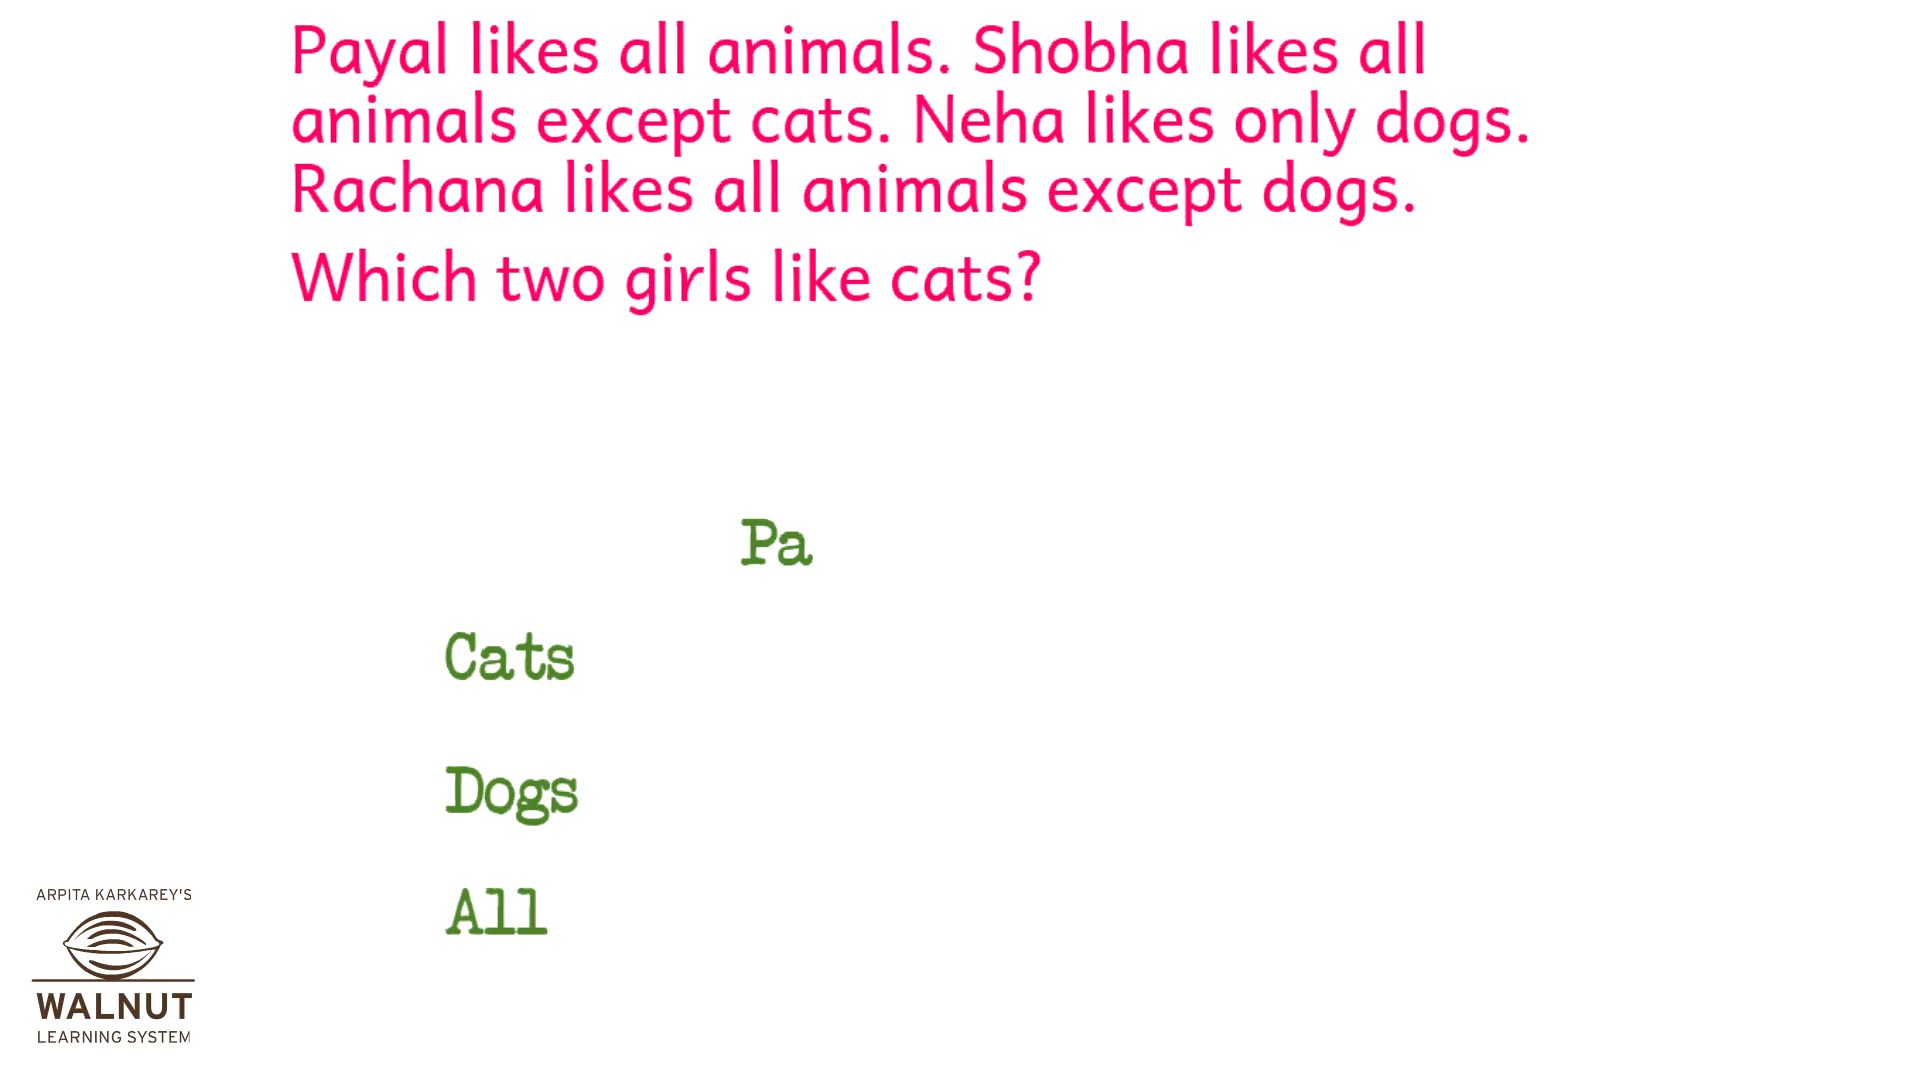 Payal likes all animals. Shobha likes all
animals except cats. Neha likes only dogs.
Rachana likes all animals except dogs.
Which two girls like cats?
Pa
Cats
Dogs
All
ARPITA KARKAREY'S
WALNUT
LEARNING SYSTEM